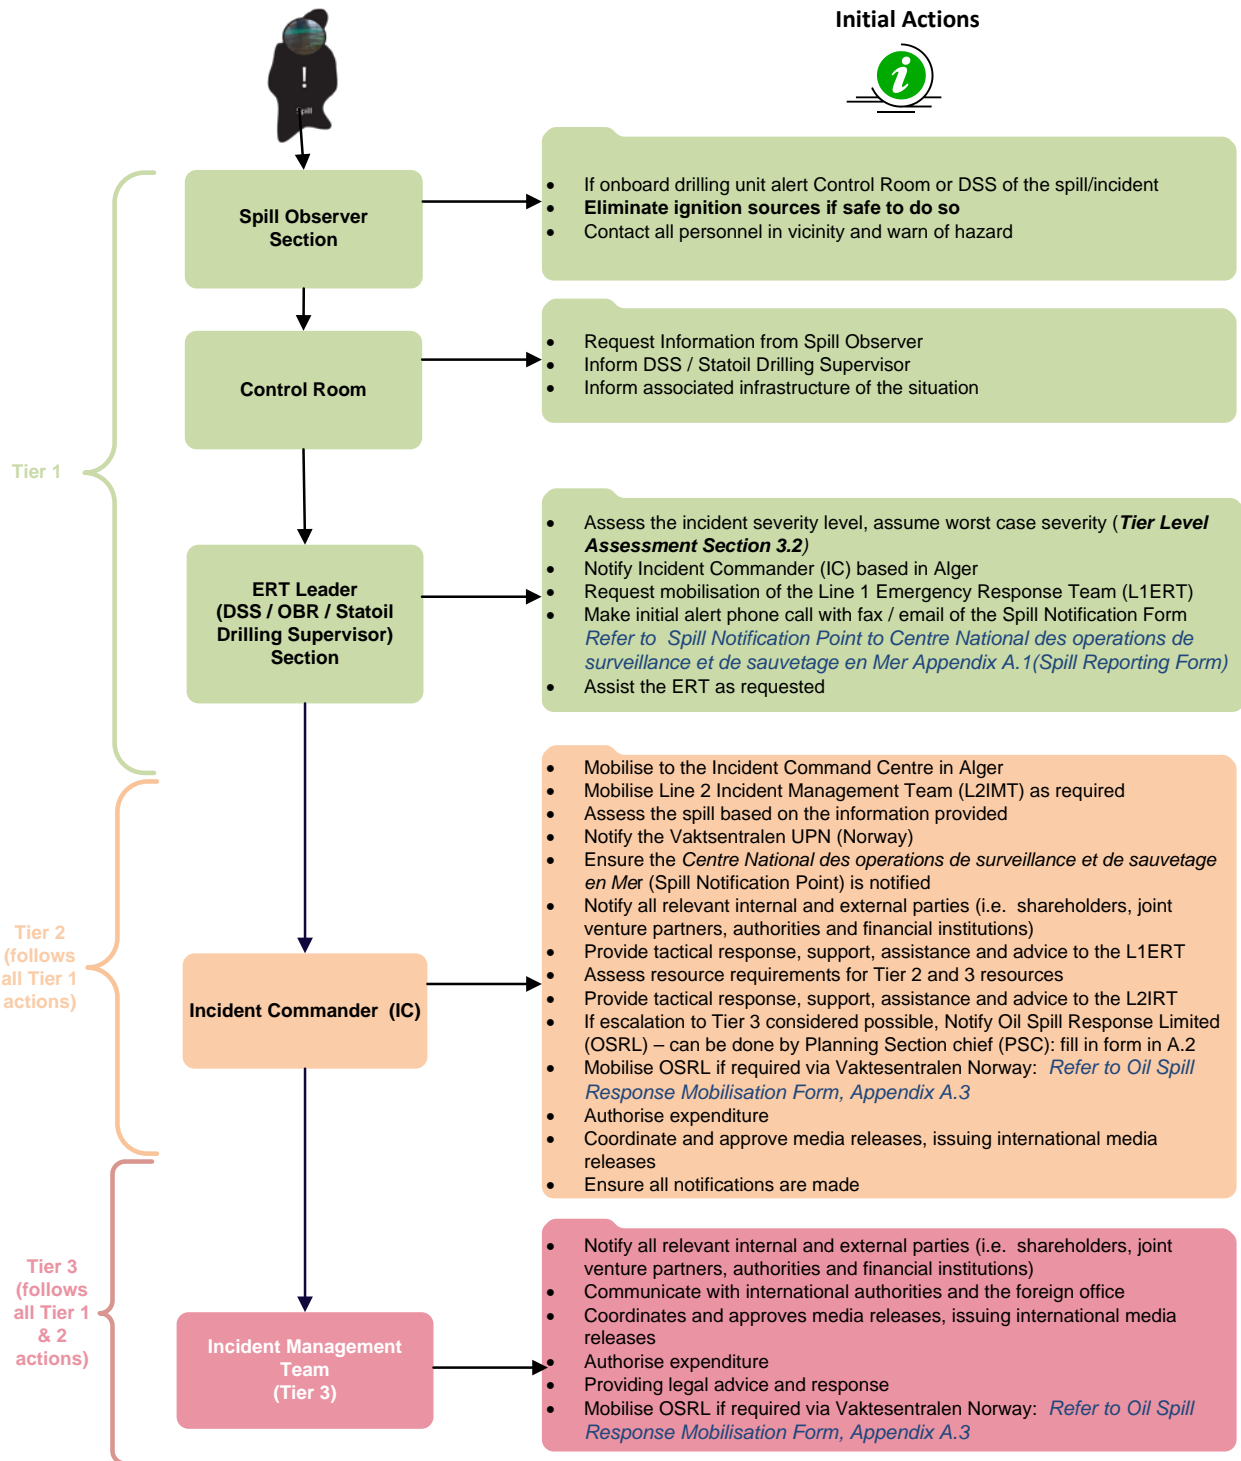 Initial Actions
!
Spill
Spill Observer
Section
• If onboard drilling unit alert Control Room or DSS of the spill/incident
• Eliminate ignition sources if safe to do so
• Contact all personnel in vicinity and warn of hazard
Control Room
• Request Information from Spill Observer
• Inform DSS / Statoil Drilling Supervisor
• Inform associated infrastructure of the situation
Tier 1
ERT Leader
(DSS / OBR / Statoil
Drilling Supervisor)
Section
• Assess the incident severity level, assume worst case severity (Tier Level
Assessment Section 3.2)
• Notify Incident Commander (IC) based in Alger
• Request mobilisation of the Line 1 Emergency Response Team (L1ERT)
• Make initial alert phone call with fax / email of the Spill Notification Form
Refer to  Spill Notification Point to Centre National des operations de
surveillance et de sauvetage en Mer Appendix A.1(Spill Reporting Form)
• Assist the ERT as requested
Tier 2
(follows
all Tier 1
actions)
Incident Commander  (IC)
• Mobilise to the Incident Command Centre in Alger
• Mobilise Line 2 Incident Management Team (L2IMT) as required
• Assess the spill based on the information provided
• Notify the Vaktsentralen UPN (Norway)
• Ensure the Centre National des operations de surveillance et de sauvetage
en Mer (Spill Notification Point) is notified
• Notify all relevant internal and external parties (i.e.  shareholders, joint
venture partners, authorities and financial institutions)
• Provide tactical response, support, assistance and advice to the L1ERT
• Assess resource requirements for Tier 2 and 3 resources
• Provide tactical response, support, assistance and advice to the L2IRT
• If escalation to Tier 3 considered possible, Notify Oil Spill Response Limited
(OSRL) – can be done by Planning Section chief (PSC): fill in form in A.2
• Mobilise OSRL if required via Vaktesentralen Norway:  Refer to Oil Spill
Response Mobilisation Form, Appendix A.3
• Authorise expenditure
• Coordinate and approve media releases, issuing international media
releases
• Ensure all notifications are made
Tier 3
(follows
all Tier 1
& 2
actions)
Incident Management
Team
(Tier 3)
• Notify all relevant internal and external parties (i.e.  shareholders, joint
venture partners, authorities and financial institutions)
• Communicate with international authorities and the foreign office
• Coordinates and approves media releases, issuing international media
releases
• Authorise expenditure
• Providing legal advice and response
• Mobilise OSRL if required via Vaktesentralen Norway:  Refer to Oil Spill
Response Mobilisation Form, Appendix A.3